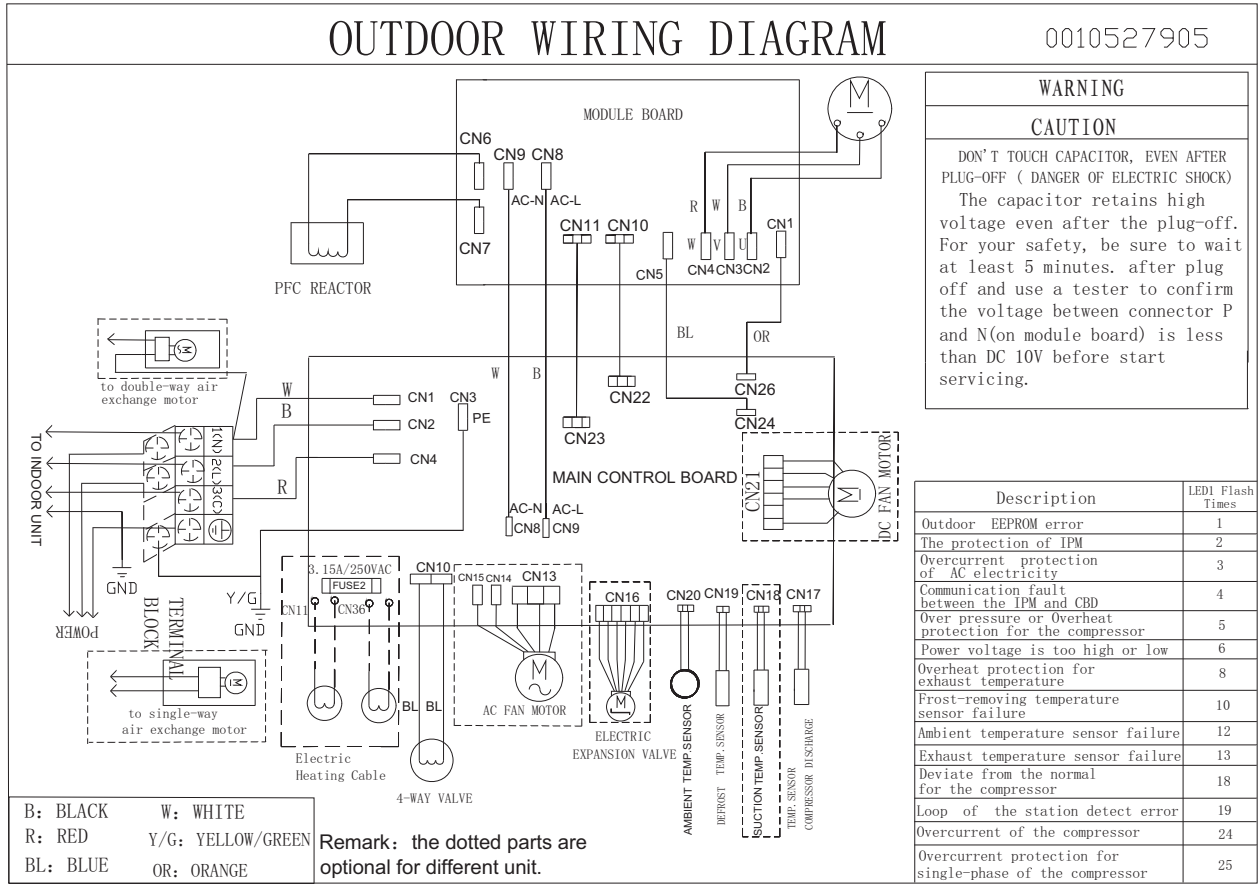 OUTDOOR WIRING DIAGRAM
0010527905
WARNING
CAUTION
DON'T TOUCH CAPACITOR, EVEN AFTER
PLUG-OFF ( DANGER OF ELECTRIC SHOCK)
The capacitor retains high
voltage even after the plug-off.
For your safety, be sure to wait
at least 5 minutes. after plug
off and use a tester to confirm
the voltage between connector P
and N(on module board) is less
than DC 10V before start
servicing.
MODULE BOARD
M
CN6
CN9 CN8
AC-N AC-L
CN7
CN11 CN10
R W B
W V U
CN1
CN5
CN4 CN3 CN2
PFC REACTOR
BL
OR
to double-way air
exchange motor
W
B
R
CN1
CN2
CN4
CN3
PE
W
B
CN22
CN23
CN26
CN24
MAIN CONTROL BOARD
CN21
M
DC FAN MOTOR
AC-N AC-L
CN8 CN9
TO INDOOR UNIT
1(N) 2(L) 3(C)
GND
Y/G
GND
POWER
TERMINAL
BLOCK
M
to single-way
air exchange motor
3.15A/250VAC
FUSE2
CN11
CN36
Electric
Heating Cable
CN10
BL BL
4-WAY VALVE
CN15 CN14 CN13
M
AC FAN MOTOR
CN16
M
ELECTRIC
EXPANSION VALVE
CN20 CN19 CN18 CN17
AMBIENT TEMP.SENSOR
DEFROST TEMP.SENSOR
SUCTION TEMP.SENSOR
TEMP. SENSOR
COMPRESSOR DISCHARGE
Description LED1 Flash
Times
Outdoor EEPROM error 1
The protection of IPM 2
Overcurrent protection
of AC electricity 3
Communication fault
between the IPM and CBD 4
Over pressure or Overheat
protection for the compressor 5
Power voltage is too high or low 6
Overheat protection for
exhaust temperature 8
Frost-removing temperature
sensor failure 10
Ambient temperature sensor failure 12
Exhaust temperature sensor failure 13
Deviate from the normal
for the compressor 18
Loop of the station detect error 19
Overcurrent of the compressor 24
Overcurrent protection for
single-phase of the compressor 25
B: BLACK W: WHITE
R: RED Y/G: YELLOW/GREEN
BL: BLUE OR: ORANGE
Remark: the dotted parts are
optional for different unit.